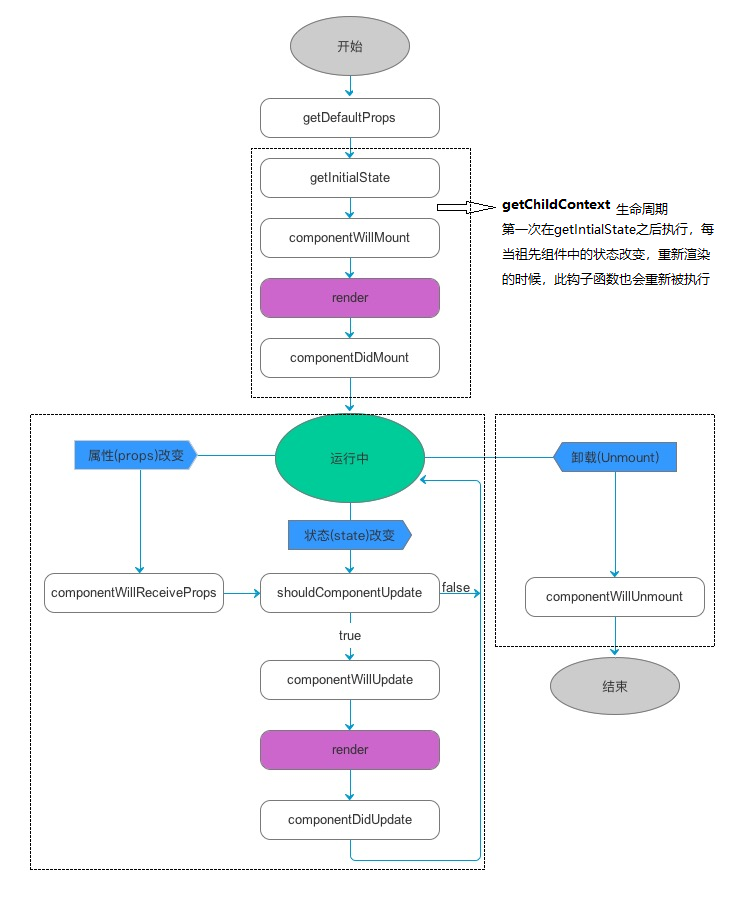 开始
getDefaultProps
getInitialState
componentWillMount
render
componentDidMount
getChildContext 生命周期
第一次在getIntialState之后执行，每
当祖先组件中的状态改变，重新渲染
的时候，此钩子函数也会重新被执行
属性(props)改变
运行中
卸载(Unmount)
状态(state)改变
componentWillReceiveProps
shouldComponentUpdate
false
componentWillUnmount
true
componentWillUpdate
结束
render
componentDidUpdate